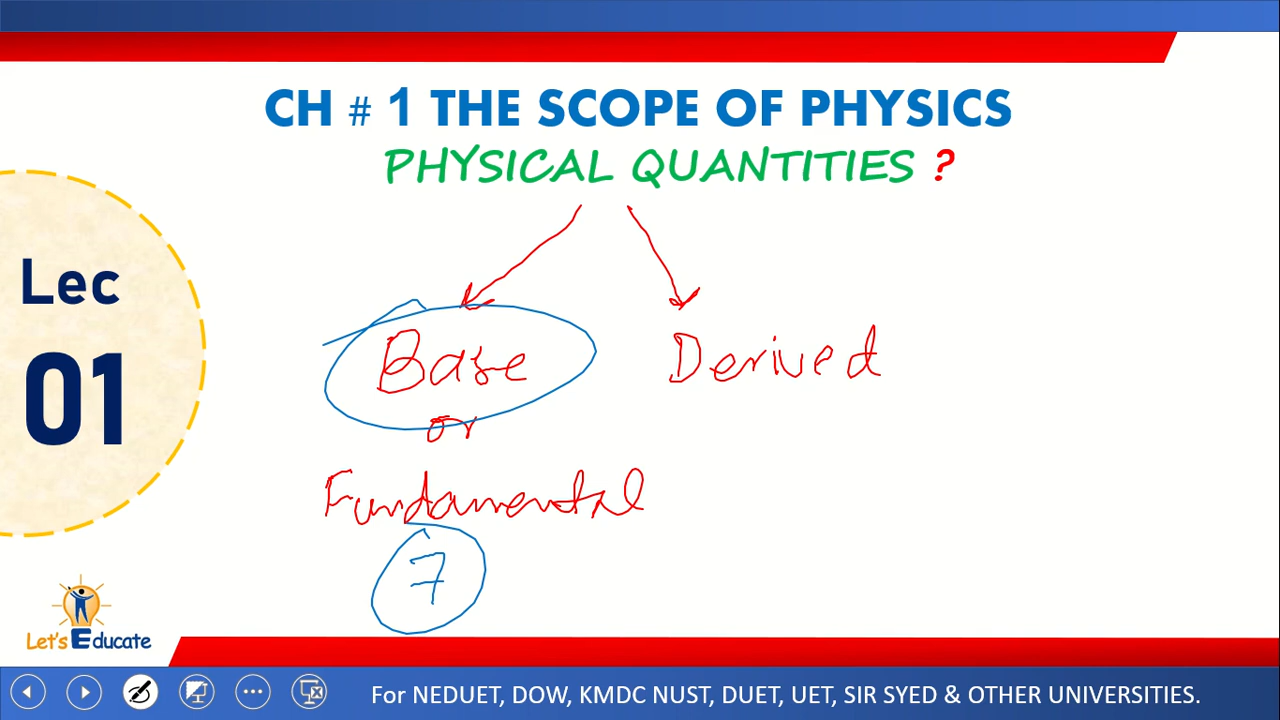 CH # 1 THE SCOPE OF PHYSICS
PHYSICAL QUANTITIES ?
Lec
01
Base
Derived
or
Fundamental
7
Let's Educate
For NEDUET, DOW, KMDC NUST, DUET, UET, SIR SYED & OTHER UNIVERSITIES.